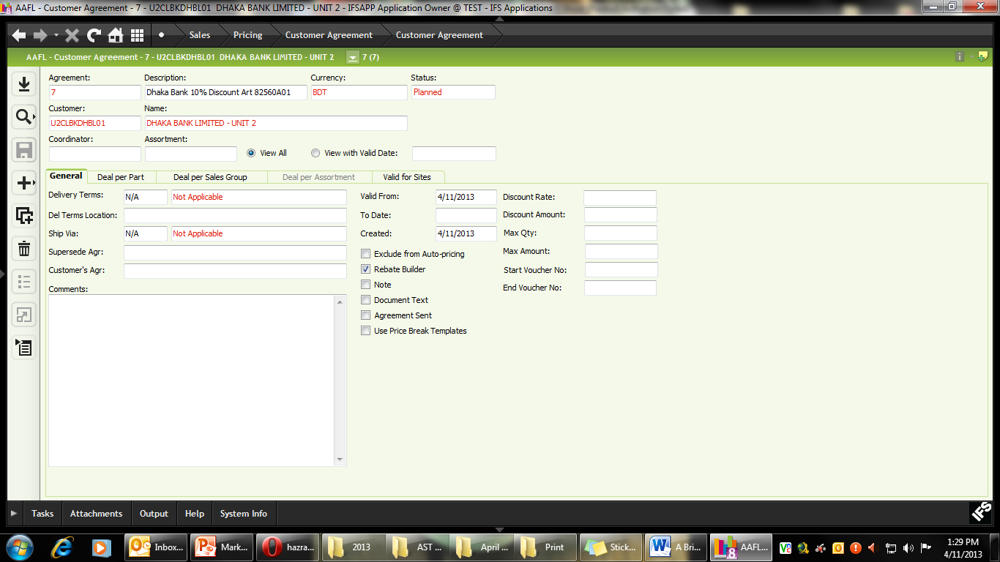 AAFL - Customer Agreement - 7 - U2CLBKDHBL01  DHAKA BANK LIMITED - UNIT 2 - IFSAPP Application Owner @ TEST - IFS Applications
Sales Pricing Customer Agreement Customer Agreement
AAFL - Customer Agreement - 7 - U2CLBKDHBL01  DHAKA BANK LIMITED - UNIT 2 7 (7)
Agreement: Description: Currency: Status:
7 Dhaka Bank 10% Discount Art 82560A01 BDT Planned
Customer: Name:
U2CLBKDHBL01 DHAKA BANK LIMITED - UNIT 2
Coordinator: Assortment:
View All View with Valid Date:
General Deal per Part Deal per Sales Group Deal per Assortment Valid for Sites
Delivery Terms: N/A Not Applicable Valid From: 4/11/2013 Discount Rate:
Del Terms Location: To Date: Discount Amount:
Ship Via: N/A Not Applicable Created: 4/11/2013 Max Qty:
Supersede Agr: Exclude from Auto-pricing Max Amount:
Customer's Agr: Rebate Builder Start Voucher No:
Comments: Note End Voucher No:
Document Text
Agreement Sent
Use Price Break Templates
Tasks Attachments Output Help System Info IFS
Inbox... Mark... hazra... 2013 AST ... April ... Print Stick... A Bri... AAFL... 1:29 PM
4/11/2013